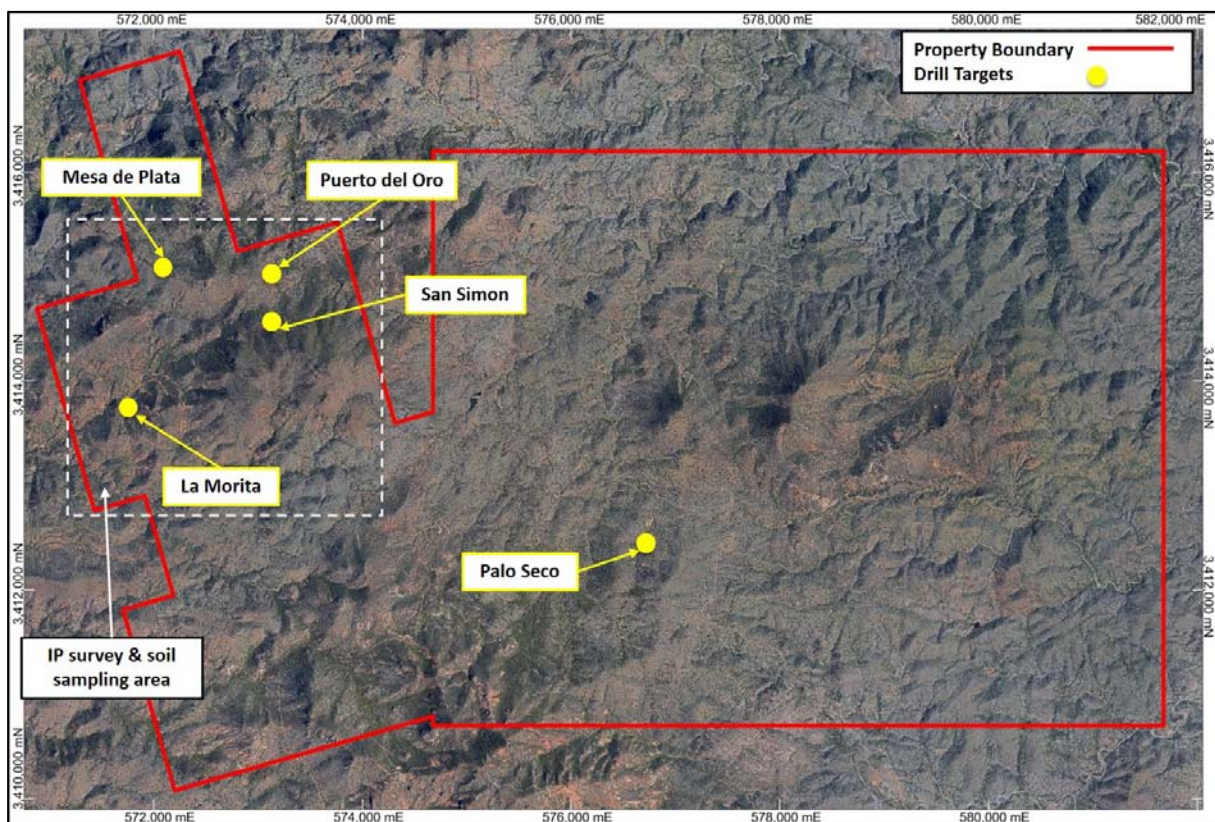 572,000 mE
574,000 mE
576,000 mE
578,000 mE
580,000 mE
582,000 mE
Property Boundary
Drill Targets
3,416,000 mN
3,416,000 mN
Mesa de Plata
Puerto del Oro
San Simon
3,414,000 mN
3,414,000 mN
La Morita
Palo Seco
3,412,000 mN
3,412,000 mN
IP survey & soil
sampling area
3,410,000 mN
3,410,000 mN
572,000 mE
574,000 mE
576,000 mE
578,000 mE
580,000 mE